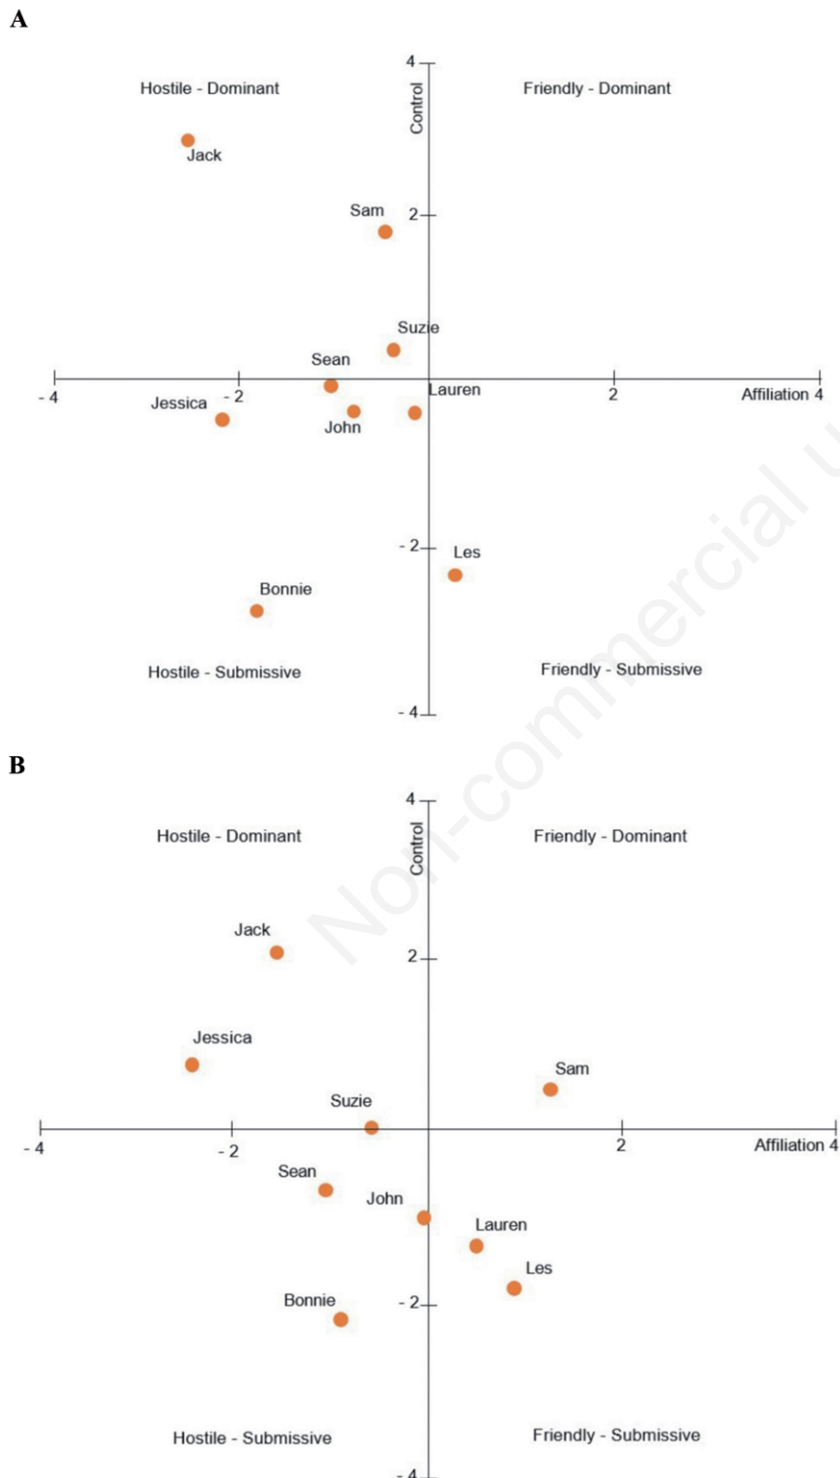 A
4
Control
Hostile - Dominant
Friendly - Dominant
Jack
Sam
2
Suzie
Sean
- 4
- 2
Lauren
2
Affiliation 4
Jessica
John
- 2
Les
Bonnie
Hostile - Submissive
Friendly - Submissive
- 4
Non-commercial u
B
4
Control
Hostile - Dominant
Friendly - Dominant
Jack
2
Jessica
Sam
Suzie
- 4
- 2
2
Affiliation 4
Sean
John
Lauren
Les
Bonnie
- 2
Hostile - Submissive
Friendly - Submissive
- 4